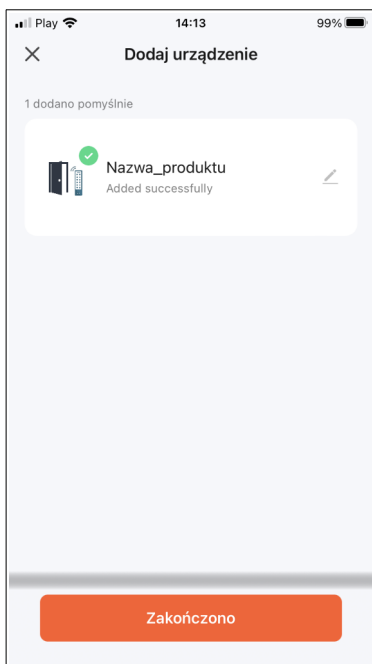 Play 14:13 99%
Dodaj urządzenie
1 dodano pomyślnie
Nazwa_produktu
Added successfully
Zakończono